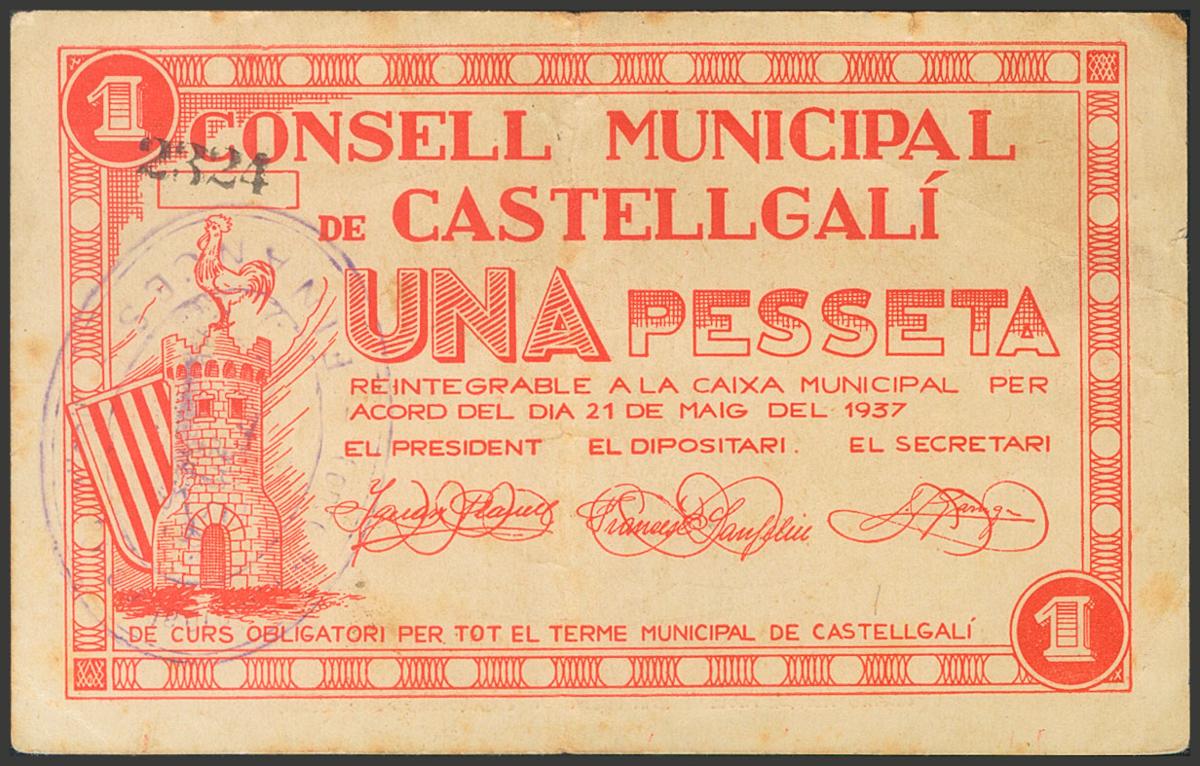 1
2324
CONSELL MUNICIPAL
DE CASTELLGALÍ
UNA PESSETA
REINTEGRABLE A LA CAIXA MUNICIPAL PER
ACORD DEL DIA 21 DE MAIG DEL 1937
EL PRESIDENT EL DIPOSITARI. EL SECRETARI
DE CURS OBLIGATORI PER TOT EL TERME MUNICIPAL DE CASTELLGALÍ
1